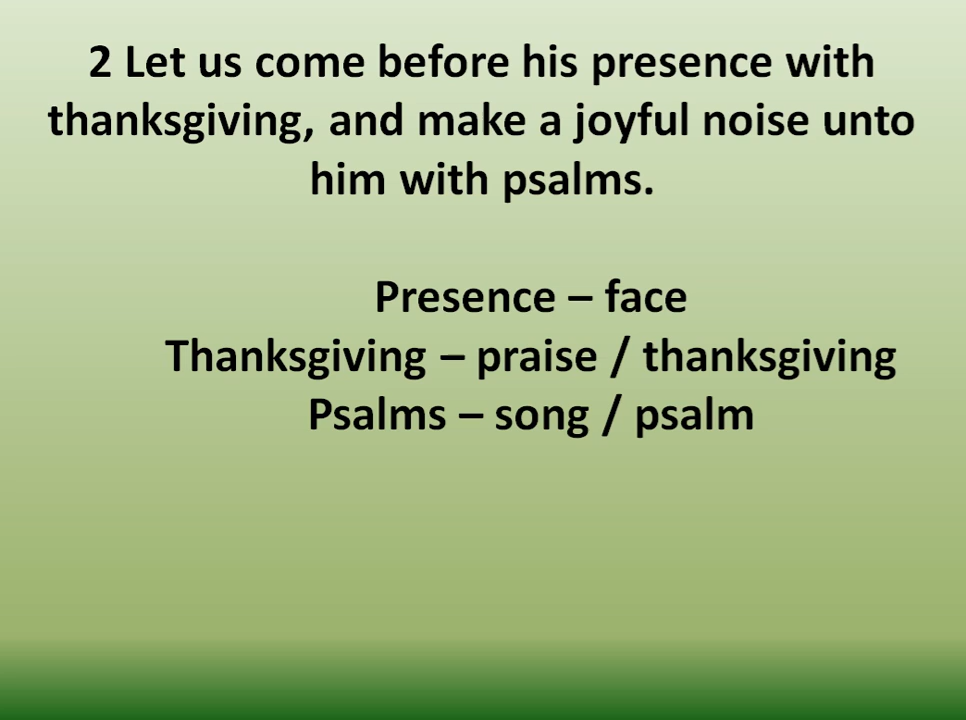 2 Let us come before his presence with
thanksgiving, and make a joyful noise unto
him with psalms.
Presence – face
Thanksgiving – praise / thanksgiving
Psalms – song / psalm